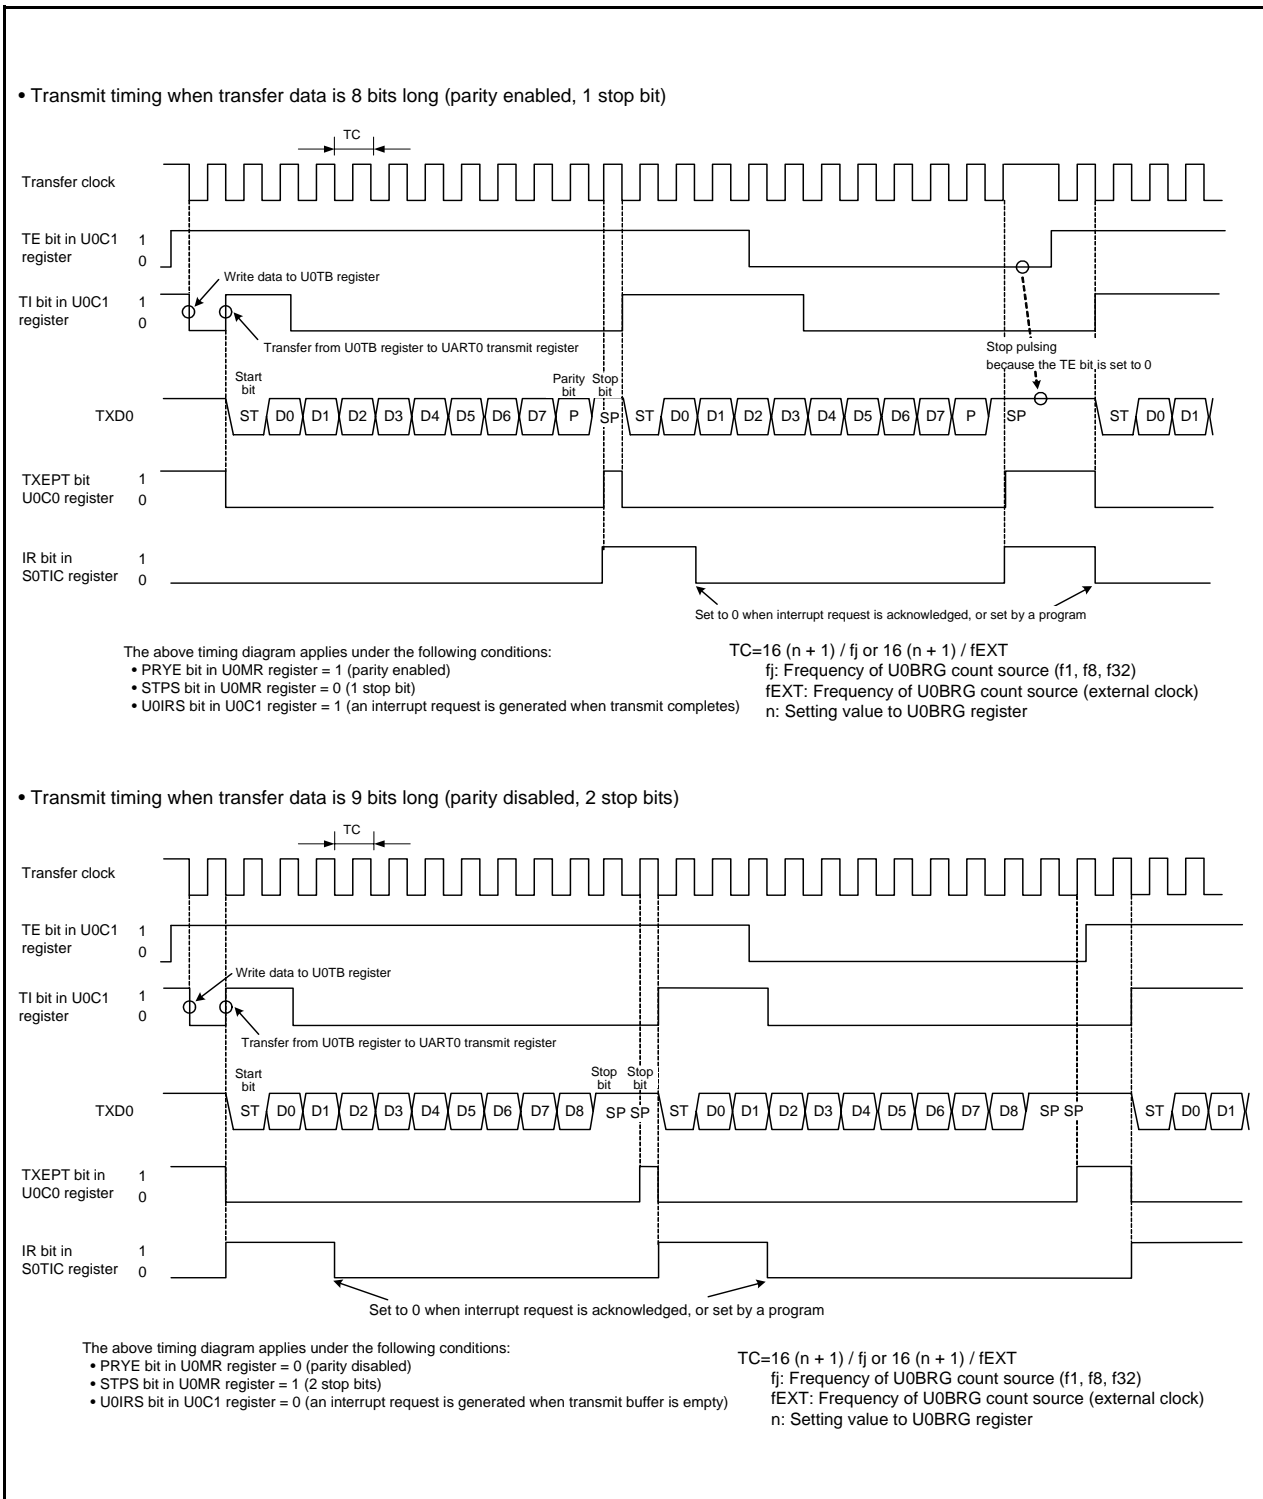 • Transmit timing when transfer data is 8 bits long (parity enabled, 1 stop bit)
TC
Transfer clock
TE bit in U0C1
register
1
0
Write data to U0TB register
TI bit in U0C1
register
1
0
Transfer from U0TB register to UART0 transmit register
Stop pulsing
because the TE bit is set to 0
Start
bit
Parity
bit
Stop
bit
TXD0
ST D0 D1 D2 D3 D4 D5 D6 D7 P SP ST D0 D1 D2 D3 D4 D5 D6 D7 P SP ST D0 D1
TXEPT bit
U0C0 register
1
0
IR bit in
S0TIC register
1
0
Set to 0 when interrupt request is acknowledged, or set by a program
The above timing diagram applies under the following conditions:
• PRYE bit in U0MR register = 1 (parity enabled)
• STPS bit in U0MR register = 0 (1 stop bit)
• U0IRS bit in U0C1 register = 1 (an interrupt request is generated when transmit completes)
TC=16 (n + 1) / fj or 16 (n + 1) / fEXT
fj: Frequency of U0BRG count source (f1, f8, f32)
fEXT: Frequency of U0BRG count source (external clock)
n: Setting value to U0BRG register
• Transmit timing when transfer data is 9 bits long (parity disabled, 2 stop bits)
TC
Transfer clock
TE bit in U0C1
register
1
0
Write data to U0TB register
TI bit in U0C1
register
1
0
Transfer from U0TB register to UART0 transmit register
Start
bit
Stop
bit
Stop
bit
TXD0
ST D0 D1 D2 D3 D4 D5 D6 D7 D8 SP SP ST D0 D1 D2 D3 D4 D5 D6 D7 D8 SP SP ST D0 D1
TXEPT bit in
U0C0 register
1
0
IR bit in
S0TIC register
1
0
Set to 0 when interrupt request is acknowledged, or set by a program
The above timing diagram applies under the following conditions:
• PRYE bit in U0MR register = 0 (parity disabled)
• STPS bit in U0MR register = 1 (2 stop bits)
• U0IRS bit in U0C1 register = 0 (an interrupt request is generated when transmit buffer is empty)
TC=16 (n + 1) / fj or 16 (n + 1) / fEXT
fj: Frequency of U0BRG count source (f1, f8, f32)
fEXT: Frequency of U0BRG count source (external clock)
n: Setting value to U0BRG register